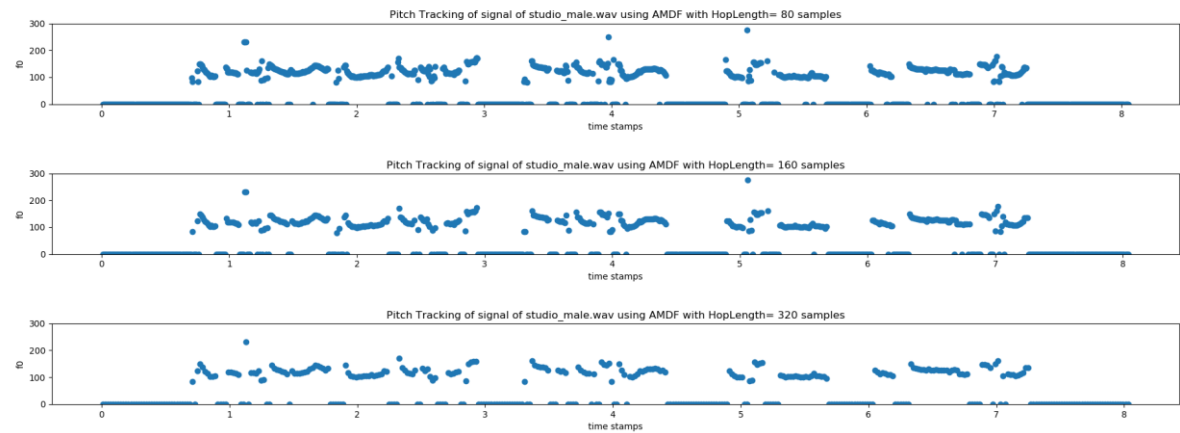 Pitch Tracking of signal of studio_male.wav using AMDF with HopLength= 80 samples
300
200
100
0
f0
0 1 2 3 4 5 6 7 8
time stamps
Pitch Tracking of signal of studio_male.wav using AMDF with HopLength= 160 samples
300
200
100
0
f0
0 1 2 3 4 5 6 7 8
time stamps
Pitch Tracking of signal of studio_male.wav using AMDF with HopLength= 320 samples
300
200
100
0
f0
0 1 2 3 4 5 6 7 8
time stamps